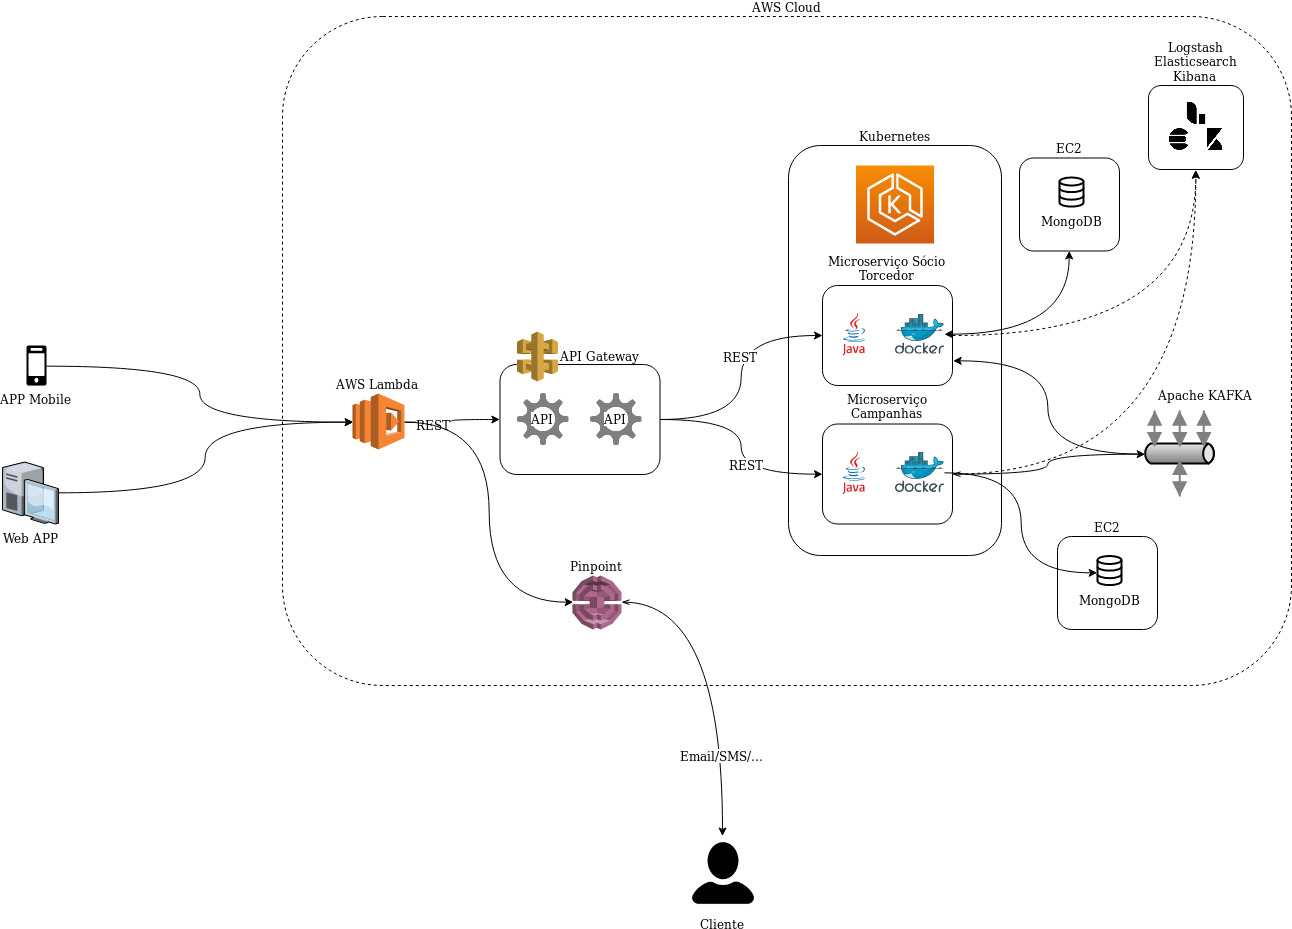 AWS Cloud
Logstash
Elasticsearch
Kibana
Kubernetes
EC2
K
MongoDB
Microserviço Sócio
Torcedor
Java
docker
REST
API Gateway
API
API
AWS Lambda
REST
APP Mobile
Microserviço
Campanhas
Apache KAFKA
REST
Java
docker
Web APP
EC2
MongoDB
Pinpoint
Email/SMS/...
Cliente